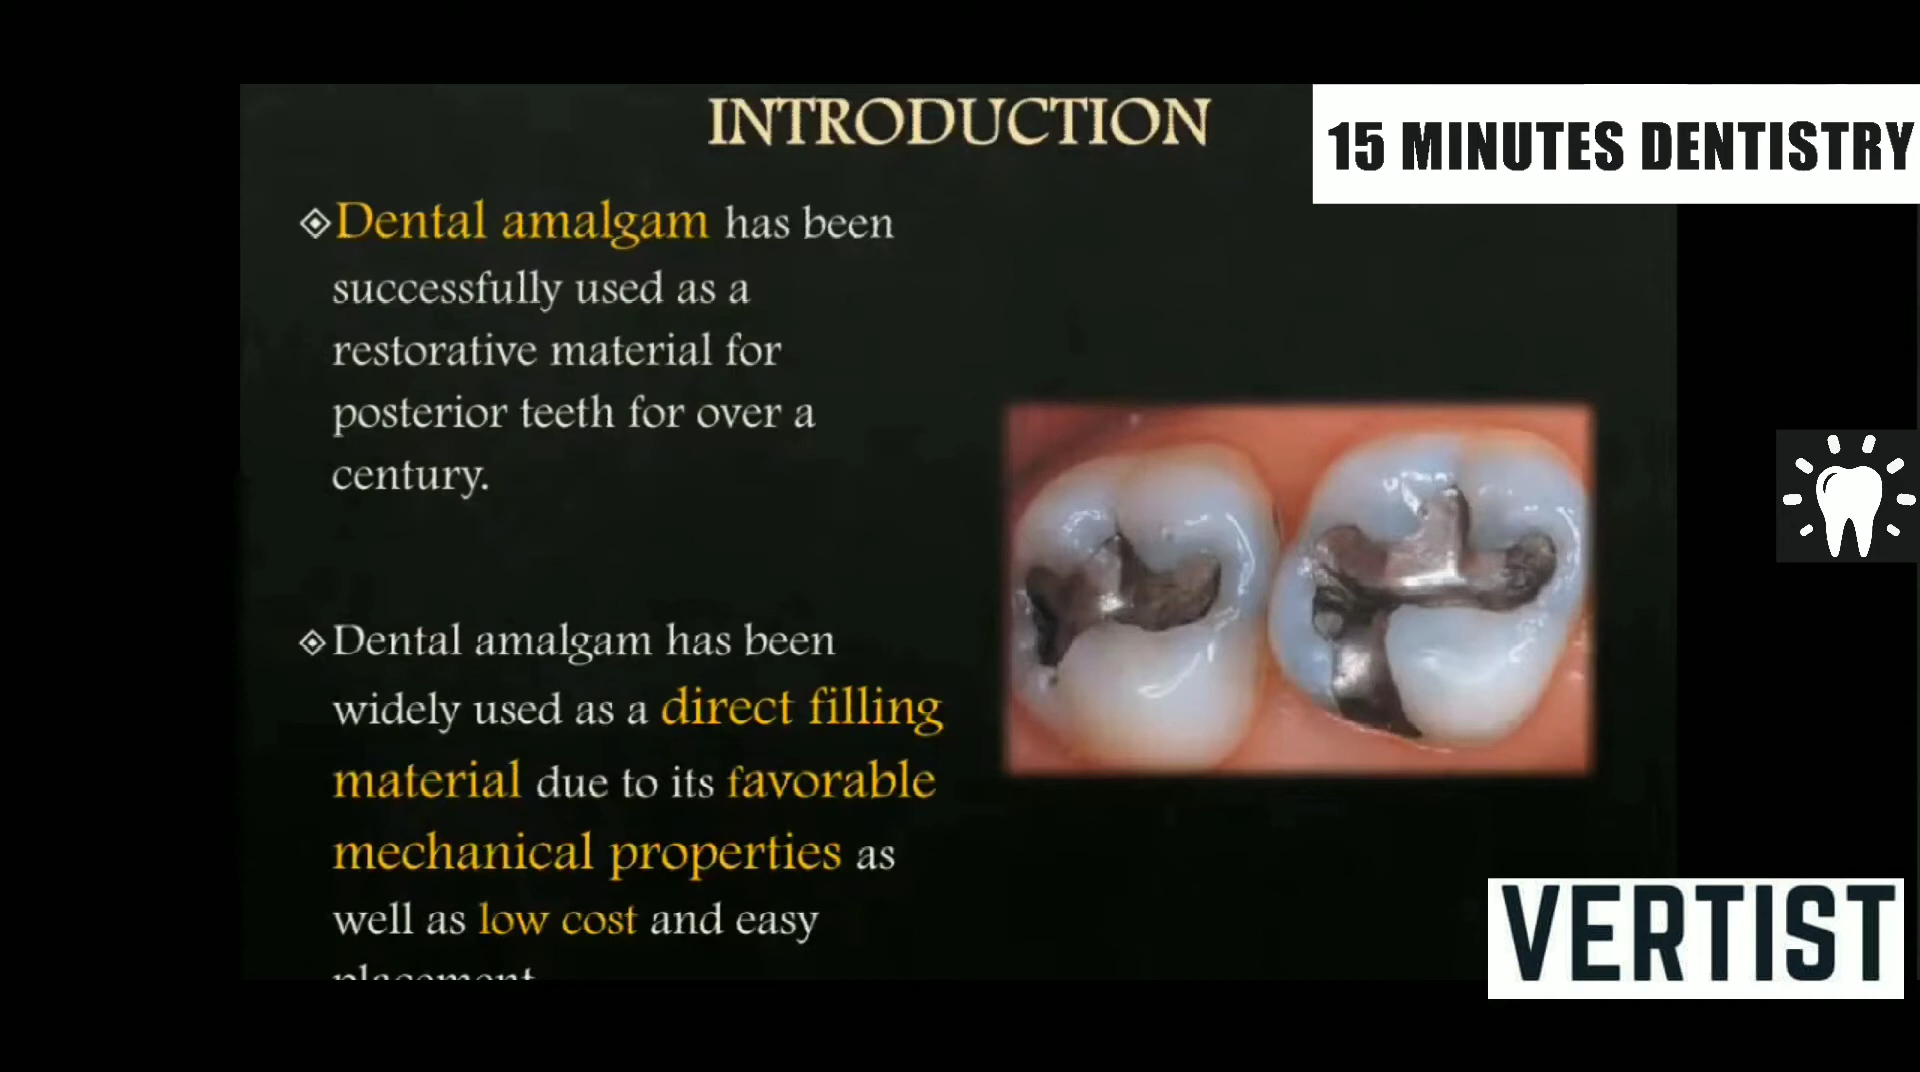 INTRODUCTION
15 MINUTES DENTISTRY
Dental amalgam has been
successfully used as a
restorative material for
posterior teeth for over a
century.
Dental amalgam has been
widely used as a direct filling
material due to its favorable
mechanical properties as
well as low cost and easy
placement
VERTIST